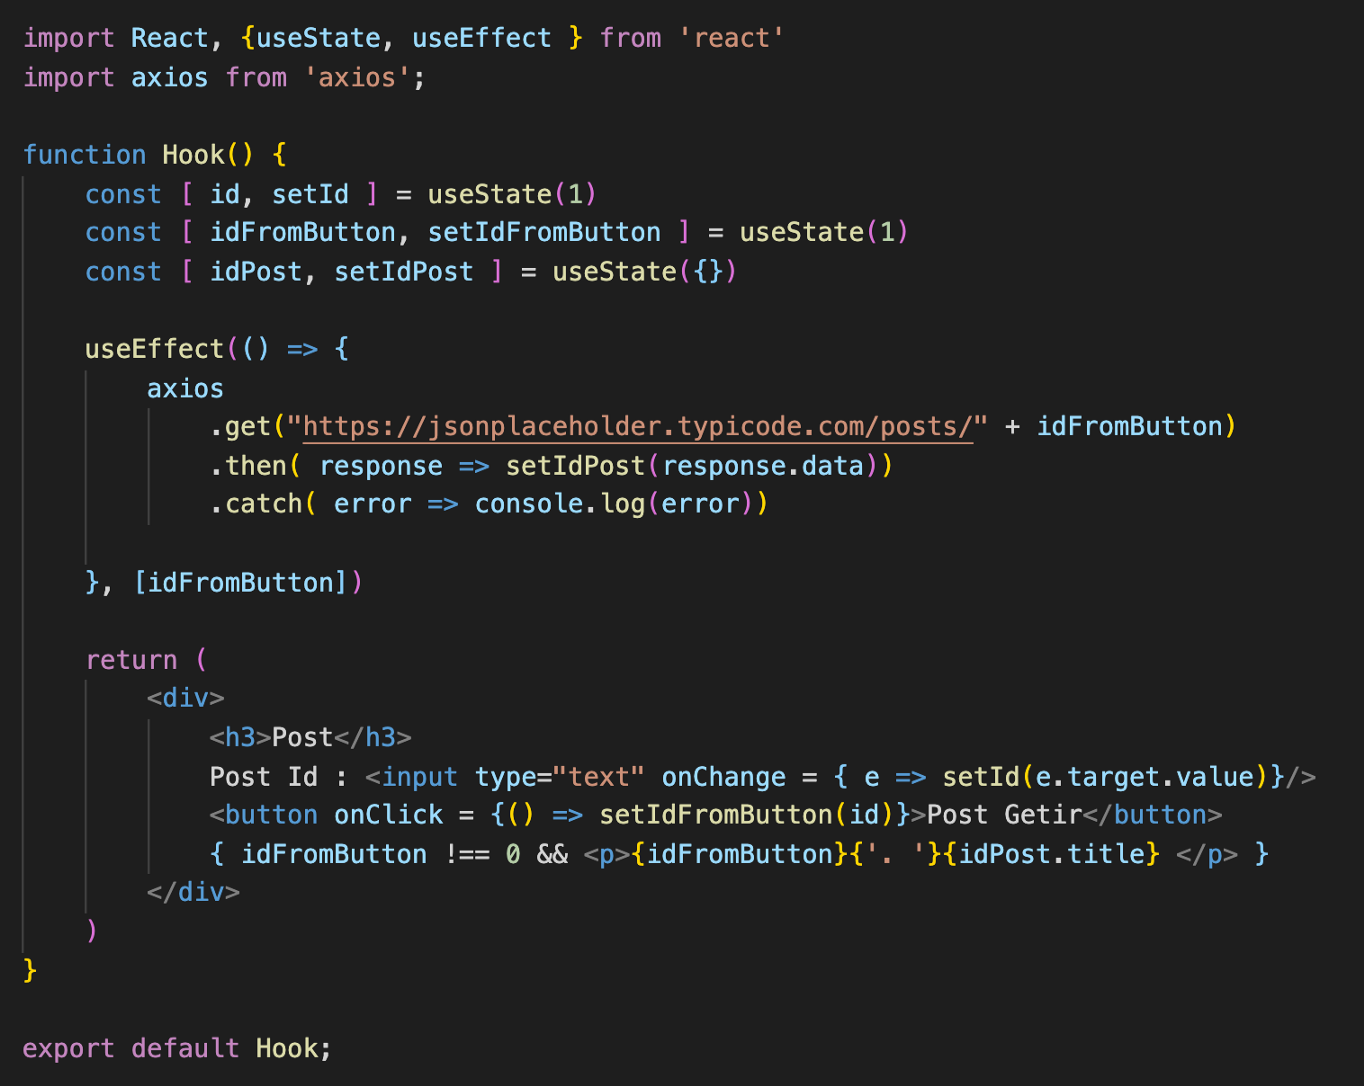 import React, {useState, useEffect } from 'react'
import axios from 'axios';
function Hook() {
const [ id, setId ] = useState(1)
const [ idFromButton, setIdFromButton ] = useState(1)
const [ idPost, setIdPost ] = useState({})
useEffect(() => {
axios
.get("https://jsonplaceholder.typicode.com/posts/" + idFromButton)
.then( response => setIdPost(response.data))
.catch( error => console.log(error))
}, [idFromButton])
return (
<div>
<h3>Post</h3>
Post Id : <input type="text" onChange = { e => setId(e.target.value)}/>
<button onClick = {() => setIdFromButton(id)}>Post Getir</button>
{ idFromButton !== 0 && <p>{idFromButton}{'. '}{idPost.title} </p> }
</div>
)
}
export default Hook;